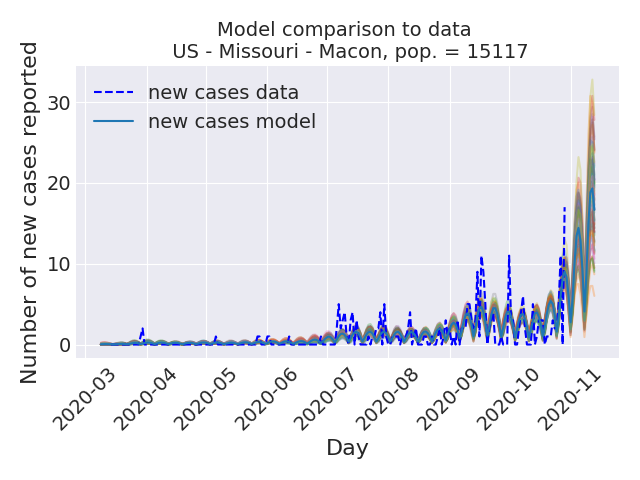 Model comparison to data
US - Missouri - Macon, pop. = 15117
Number of new cases reported
30
20
10
0
new cases data
new cases model
2020-03
2020-04
2020-05
2020-06
2020-07
2020-08
2020-09
2020-10
2020-11
Day